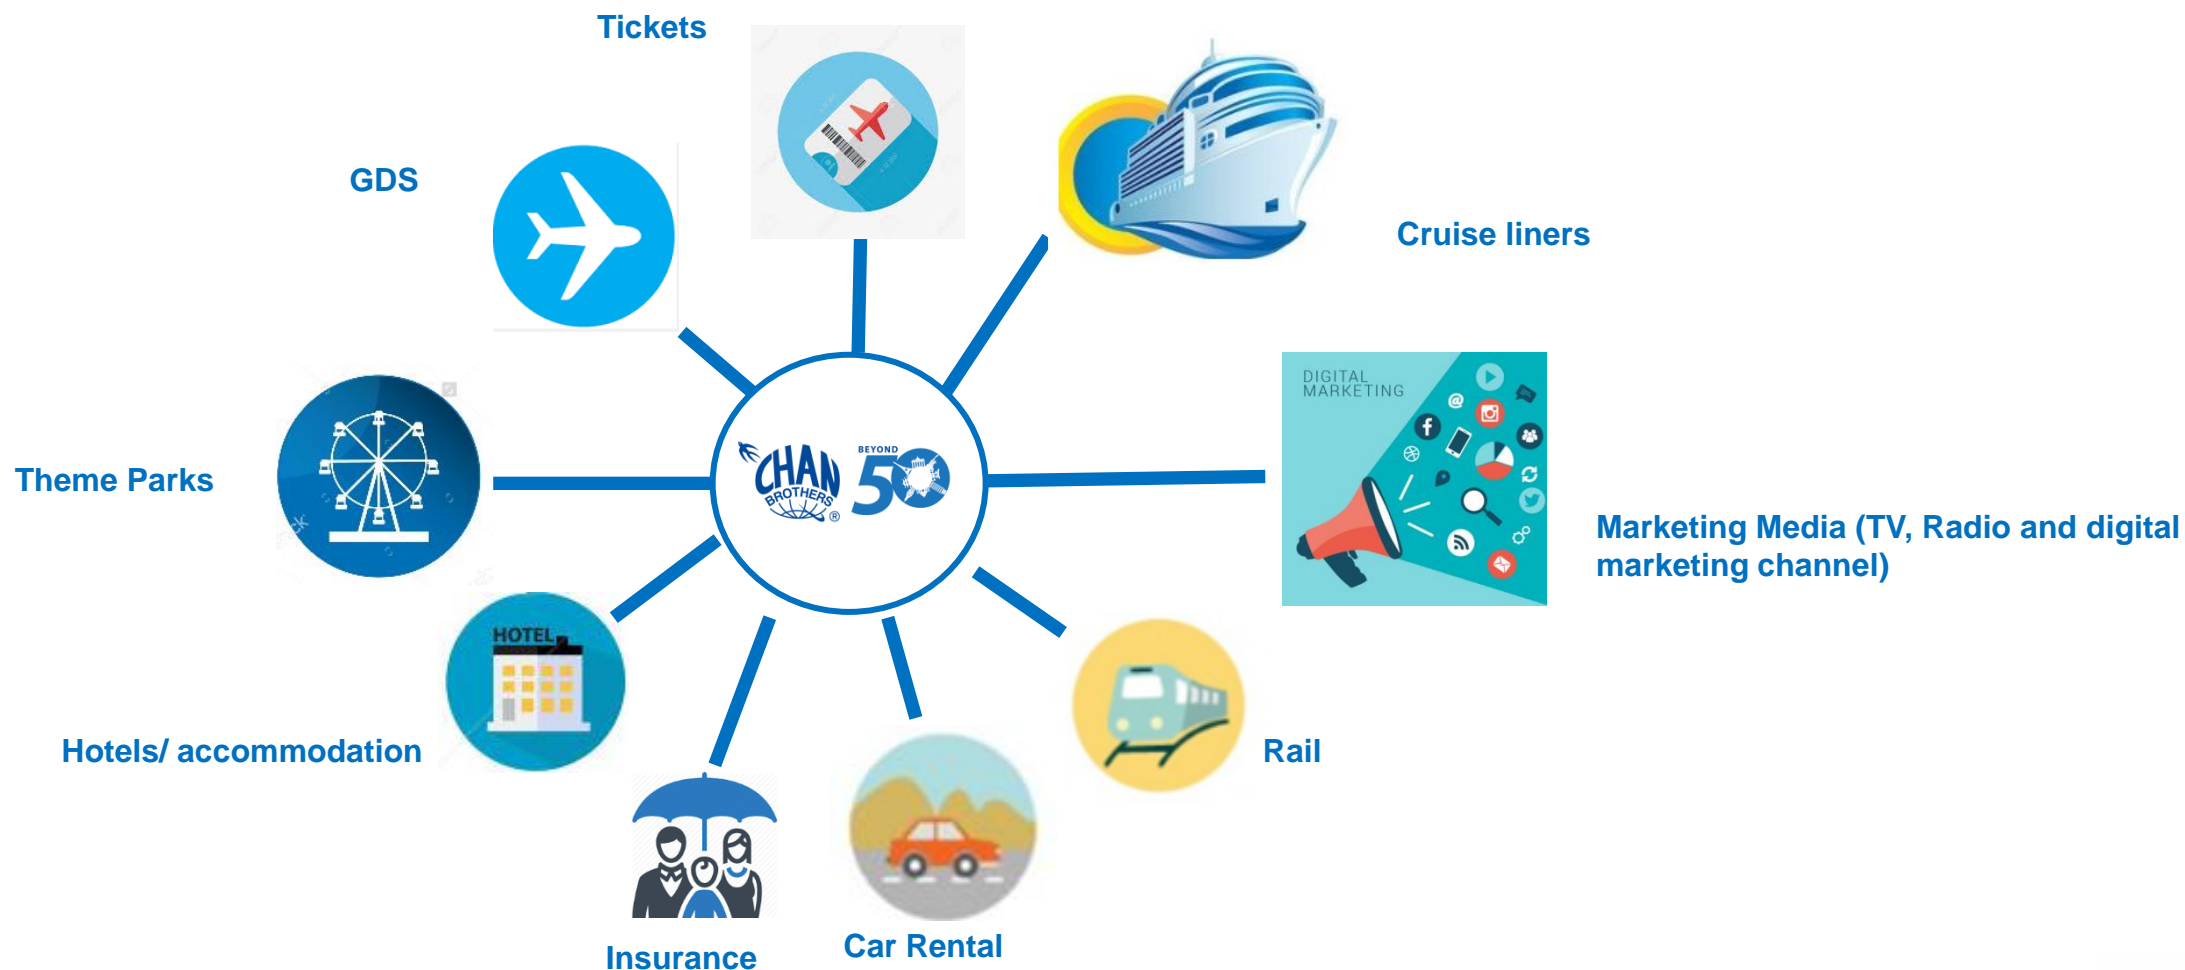 Tickets
GDS
Cruise liners
DIGITAL
MARKETING
BEYOND
CHAN
50
BROTHERS
®
Theme Parks
Marketing Media (TV, Radio and digital
marketing channel)
HOTEL
Hotels/ accommodation
Rail
Car Rental
Insurance